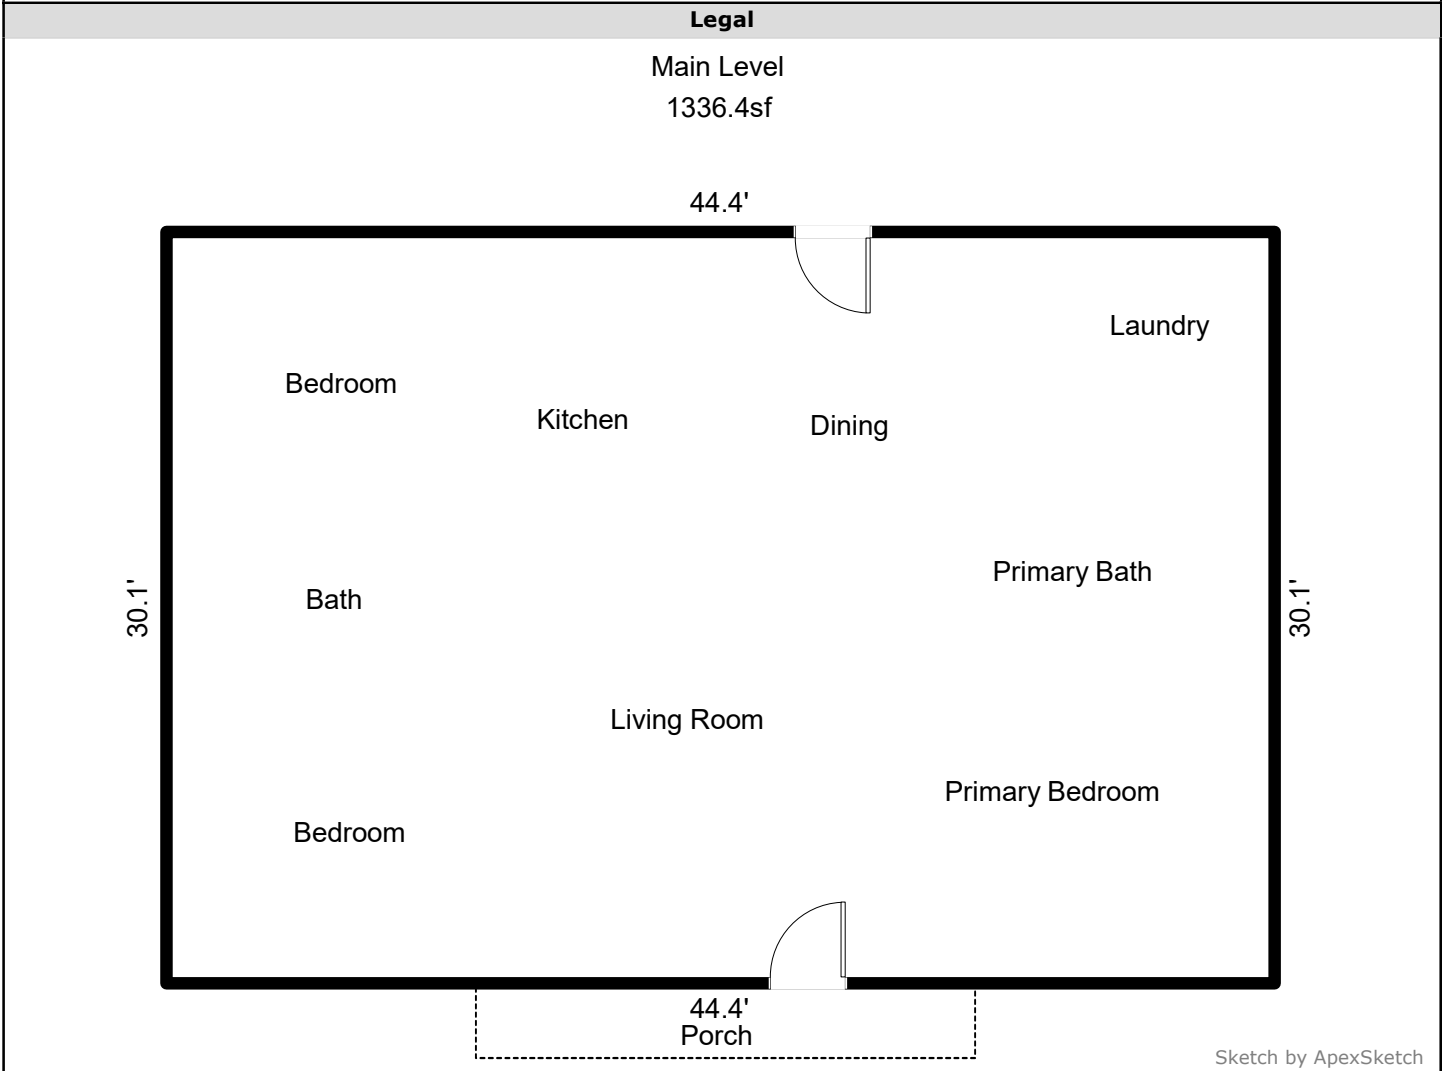 Legal
Main Level
1336.4sf
44.4'
Laundry
Bedroom
Kitchen
Dining
Primary Bath
30.1'
30.1'
Bath
Living Room
Primary Bedroom
Bedroom
44.4'
Porch
Sketch by ApexSketch